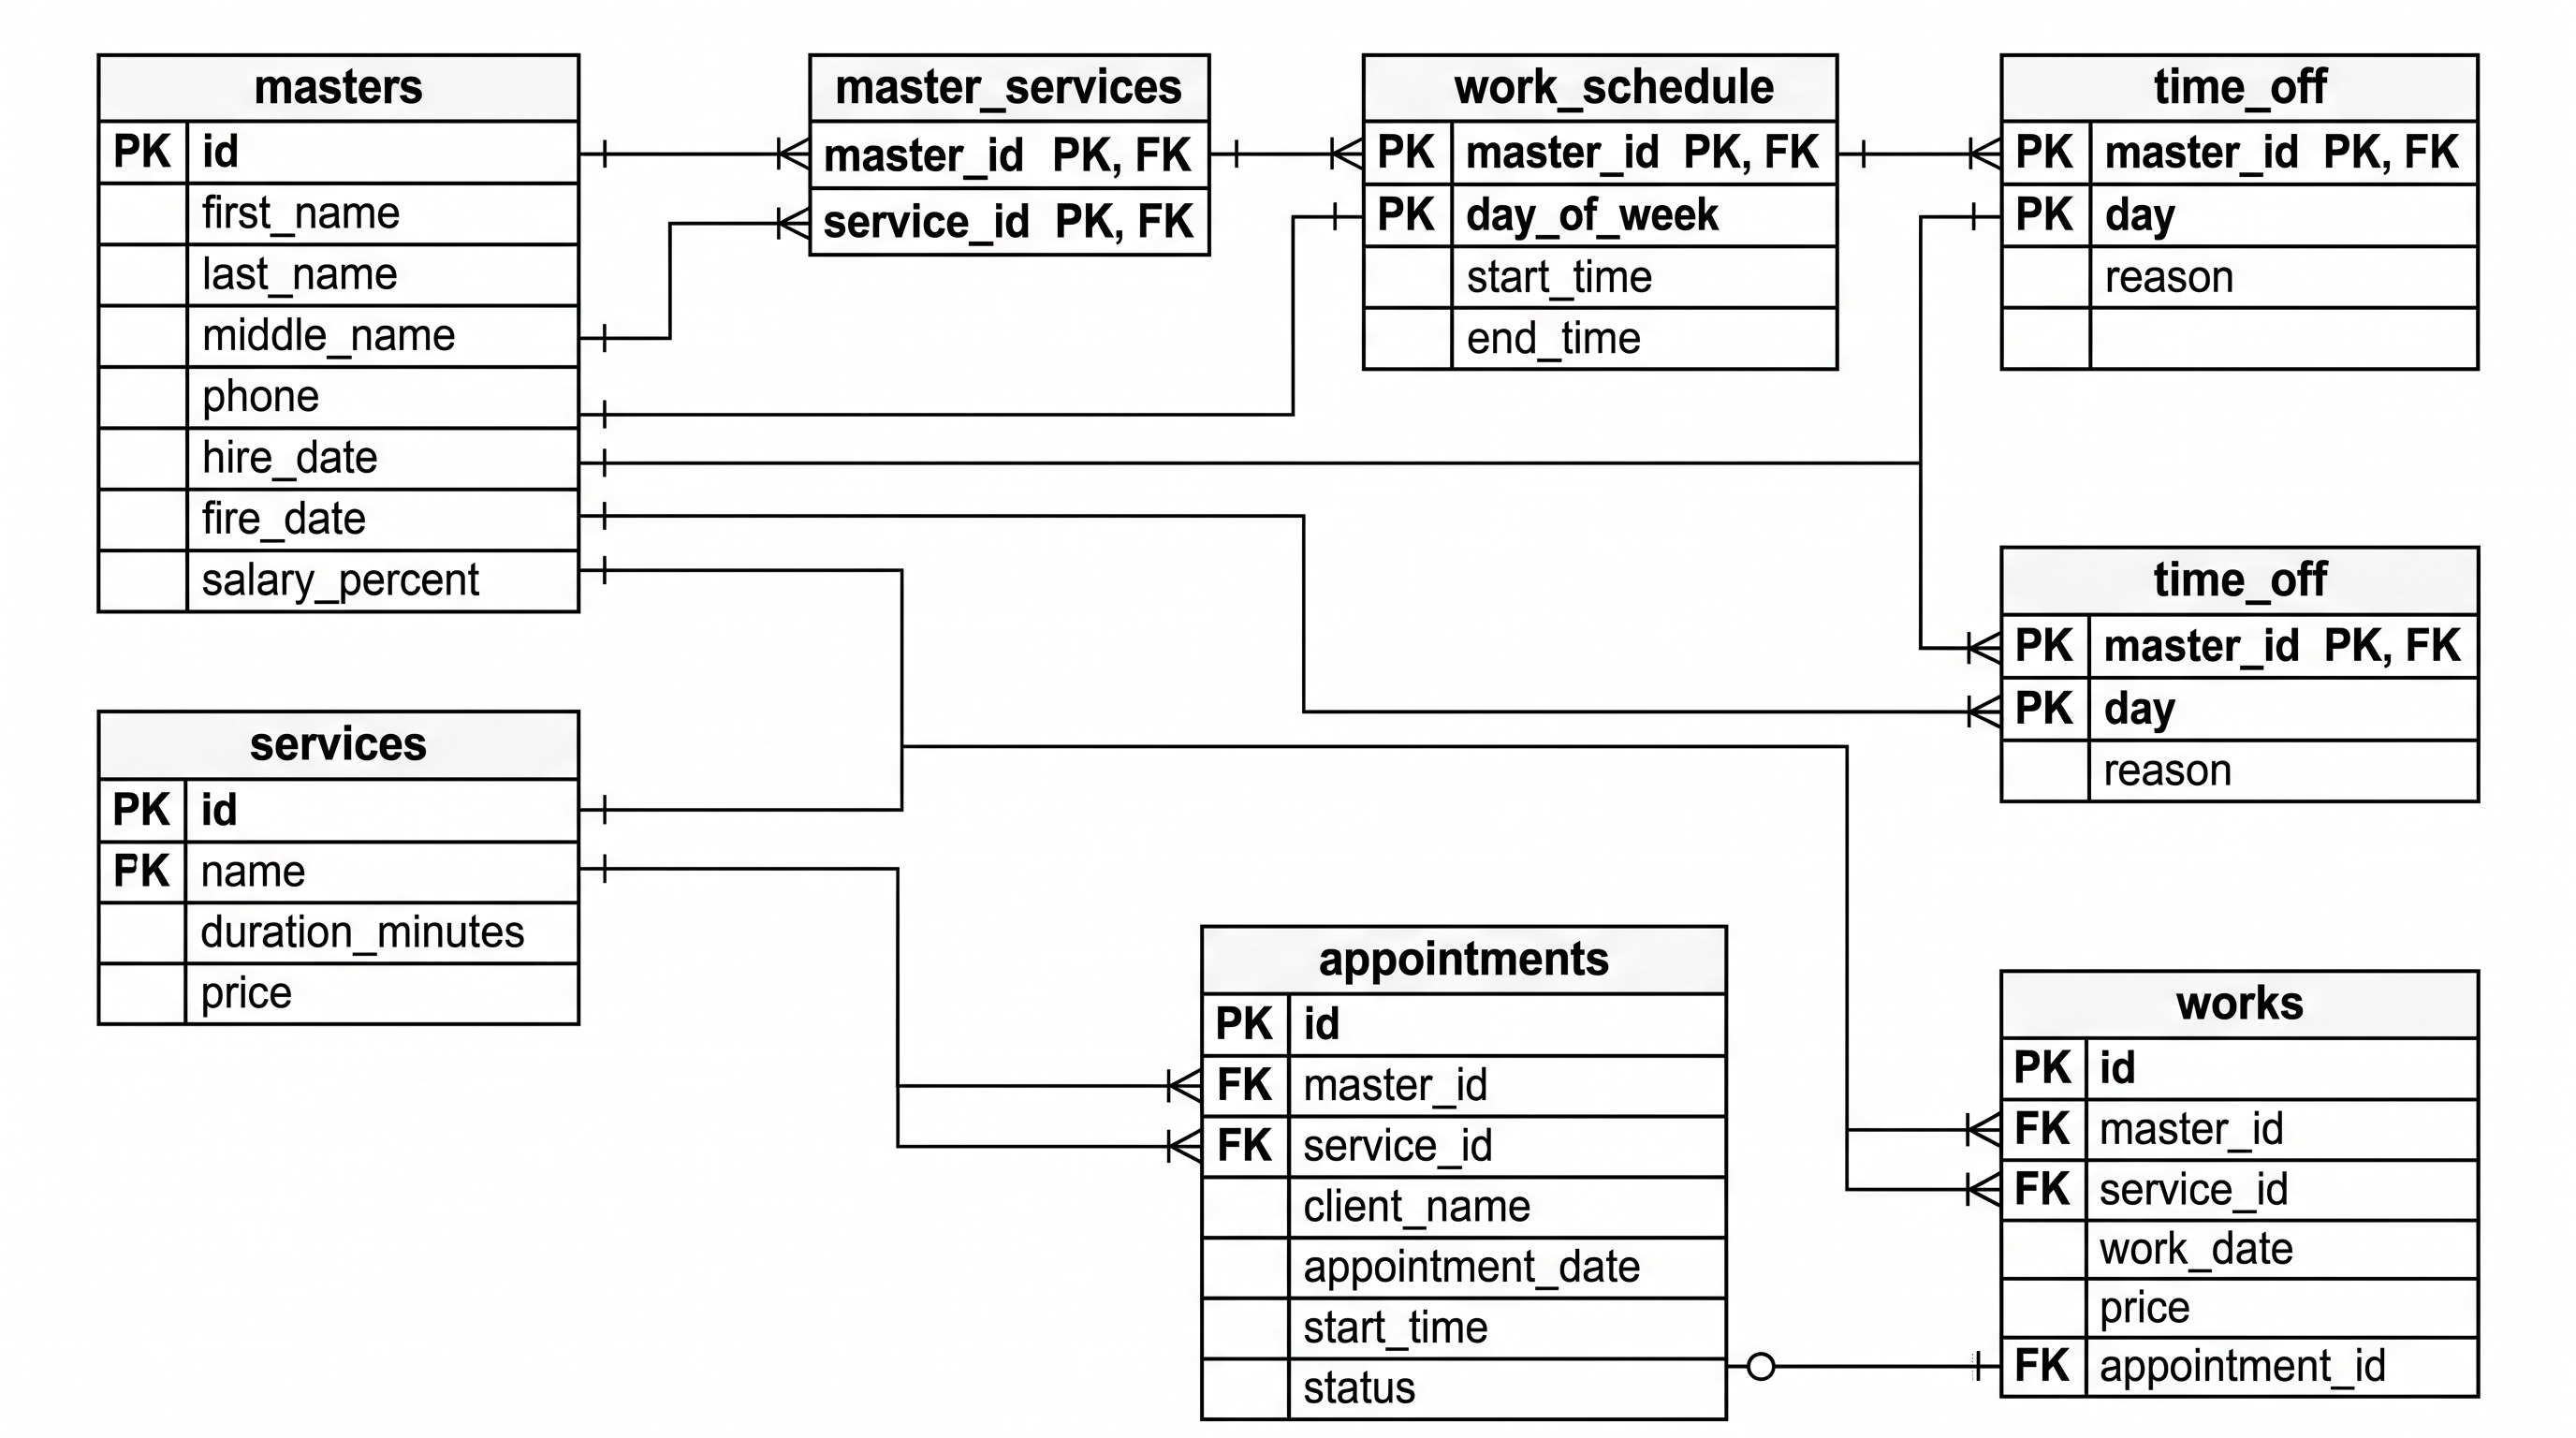 masters
PK id
first_name
last_name
middle_name
phone
hire_date
fire_date
salary_percent
master_services
master_id PK, FK
service_id PK, FK
work_schedule
PK master_id PK, FK
PK day_of_week
start_time
end_time
time_off
PK master_id PK, FK
PK day
reason
time_off
PK master_id PK, FK
PK day
reason
services
PK id
PK name
duration_minutes
price
appointments
PK id
FK master_id
FK service_id
client_name
appointment_date
start_time
status
works
PK id
FK master_id
FK service_id
work_date
price
FK appointment_id